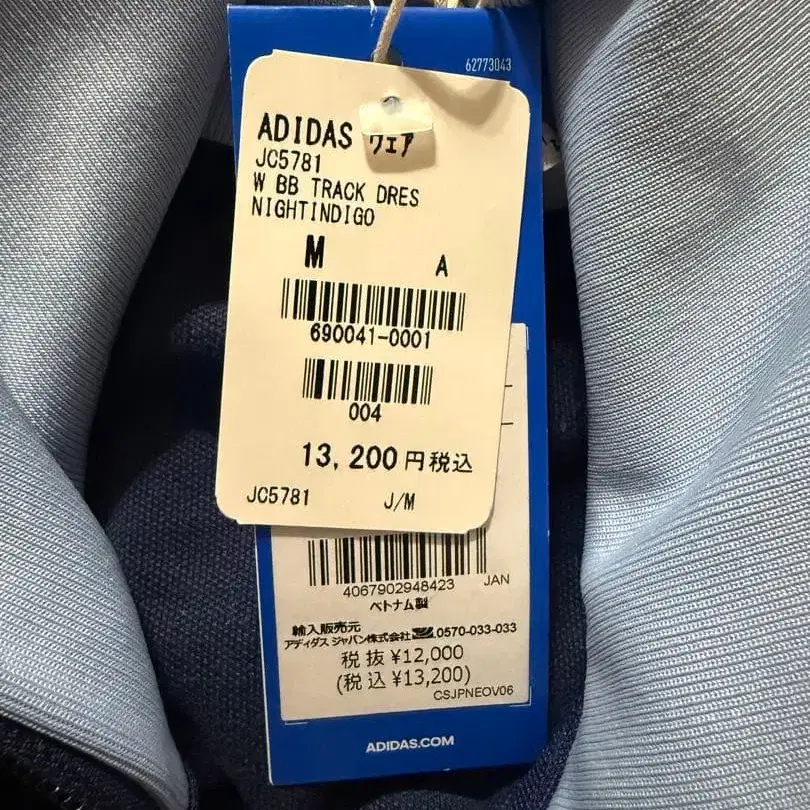 62773043
ADIDAS ウェア
JC5781
W BB TRACK DRES
NIGHTINDIGO
M A
690041-0001
004
13,200円税込
JC5781 J/M
4067902948423 JAN
ベトナム製
輸入販売元
アディダス ジャパン株式会社 0570-033-033
税抜 ¥12,000
(税込 ¥13,200)
CSJPNEOV06
ADIDAS.COM